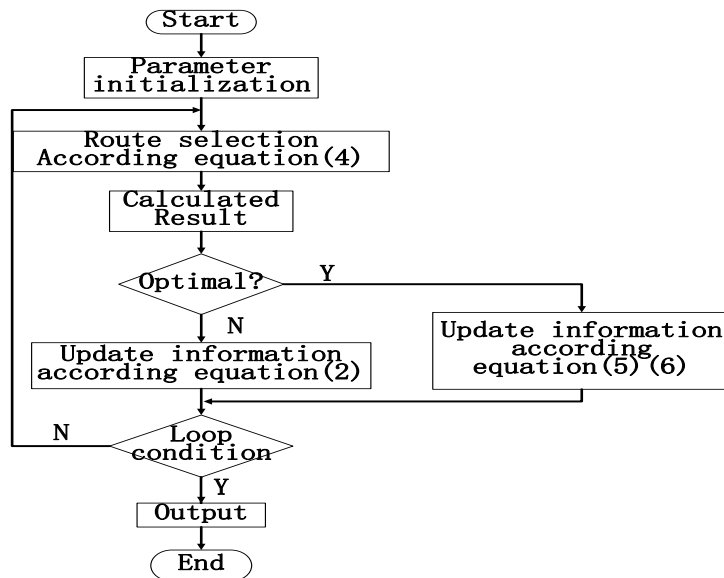 Start
Parameter
initialization
Route selection
According equation(4)
Calculated
Result
Optimal?
Y
N
Update information
according equation(2)
Update information
according
equation(5)(6)
N
Loop
condition
Y
Output
End